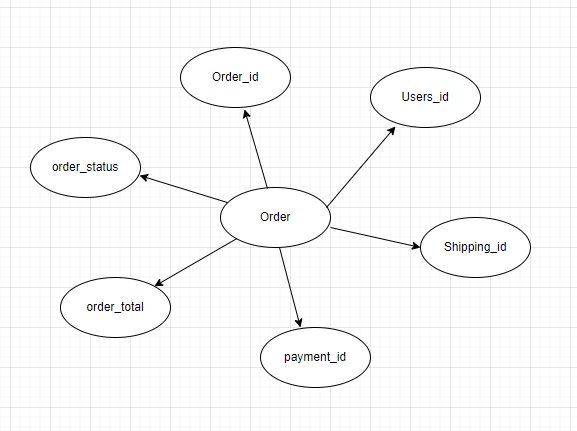 Order_id
Users_id
order_status
Order
Shipping_id
order_total
payment_id